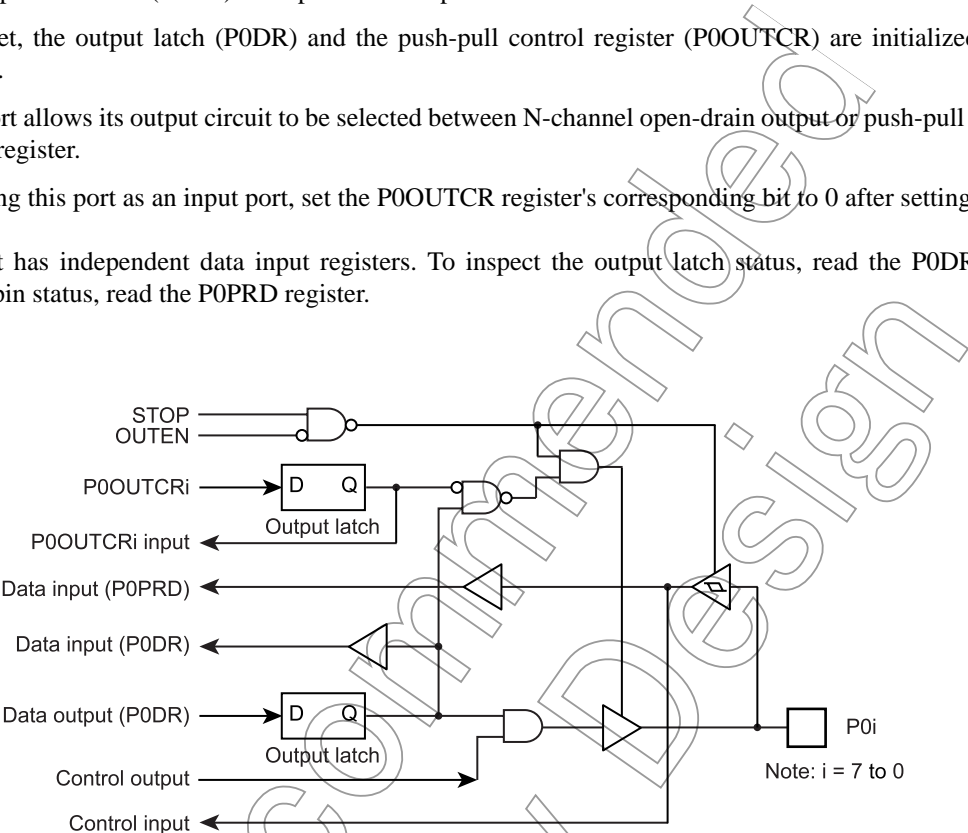 et, the output latch (P0DR) and the push-pull control register (P0OUTCR) are initialized
.
rt allows its output circuit to be selected between N-channel open-drain output or push-pull
register.
ng this port as an input port, set the P0OUTCR register's corresponding bit to 0 after setting
t has independent data input registers. To inspect the output latch status, read the P0DR
pin status, read the P0PRD register.
STOP
OUTEN
P0OUTCRi
D Q
Output latch
P0OUTCRi input
Data input (P0PRD)
Data input (P0DR)
Data output (P0DR)
D Q
Output latch
P0i
Control output
Note: i = 7 to 0
Control input
commended
Design